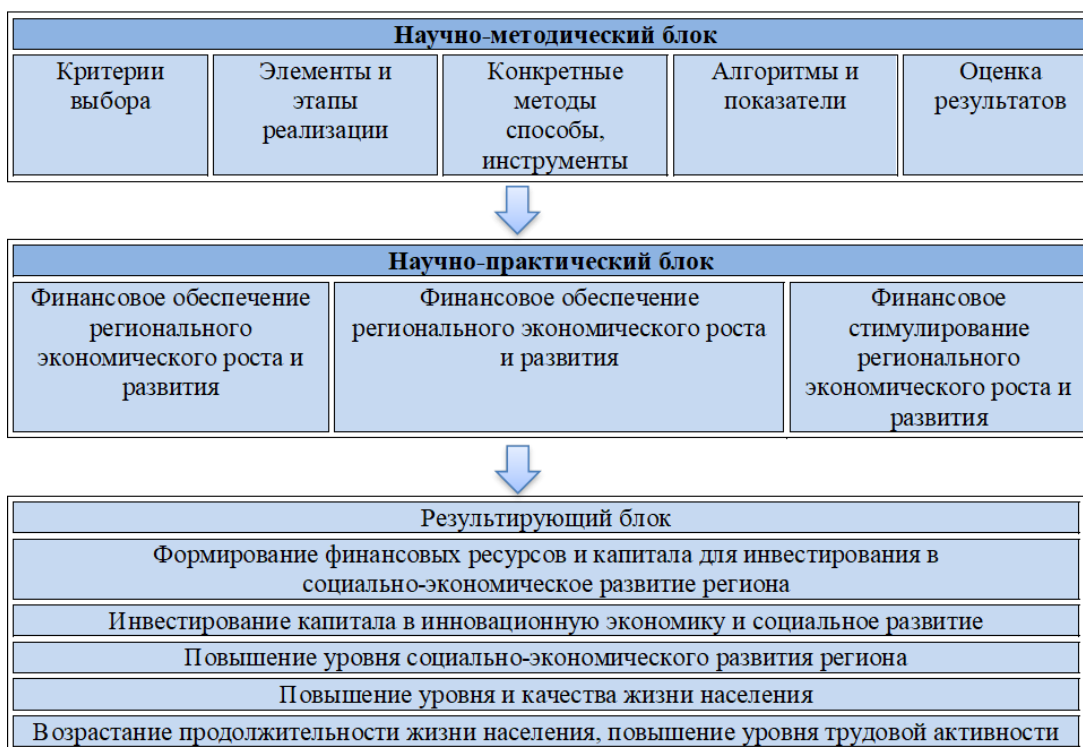 Научно-методический блок
Критерии
выбора
Элементы и
этапы
реализации
Конкретные
методы
способы,
инструменты
Алгоритмы и
показатели
Оценка
результатов
Научно-практический блок
Финансовое обеспечение
регионального
экономического роста и
развития
Финансовое обеспечение
регионального экономического роста
и развития
Финансовое
стимулирование
регионального
экономического роста и
развития
Результирующий блок
Формирование финансовых ресурсов и капитала для инвестирования в
социально-экономическое развитие региона
Инвестирование капитала в инновационную экономику и социальное развитие
Повышение уровня социально-экономического развития региона
Повышение уровня и качества жизни населения
Возрастание продолжительности жизни населения, повышение уровня трудовой активности